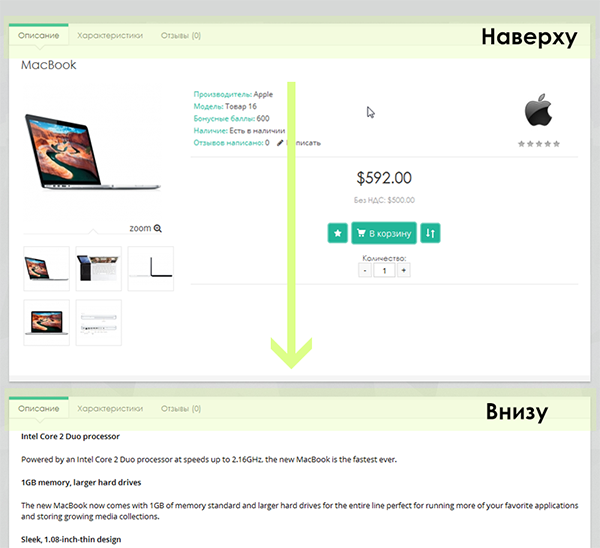 Описание Характеристики Отзывы (0)
Наверху
MacBook
Производитель: Apple
Модель: Товар 16
Бонусные баллы: 600
Наличие: Есть в наличии
Отзывов написано: 0
$592.00
Без НДС: $500.00
zoom
В корзину
Количество:
- 1 +
Описание Характеристики Отзывы (0)
Внизу
Intel Core 2 Duo processor
Powered by an Intel Core 2 Duo processor at speeds up to 2.16GHz, the new MacBook is the fastest ever.
1GB memory, larger hard drives
The new MacBook now comes with 1GB of memory standard and larger hard drives for the entire line perfect for running more of your favorite applications
and storing growing media collections.
Sleek, 1.08-inch-thin design